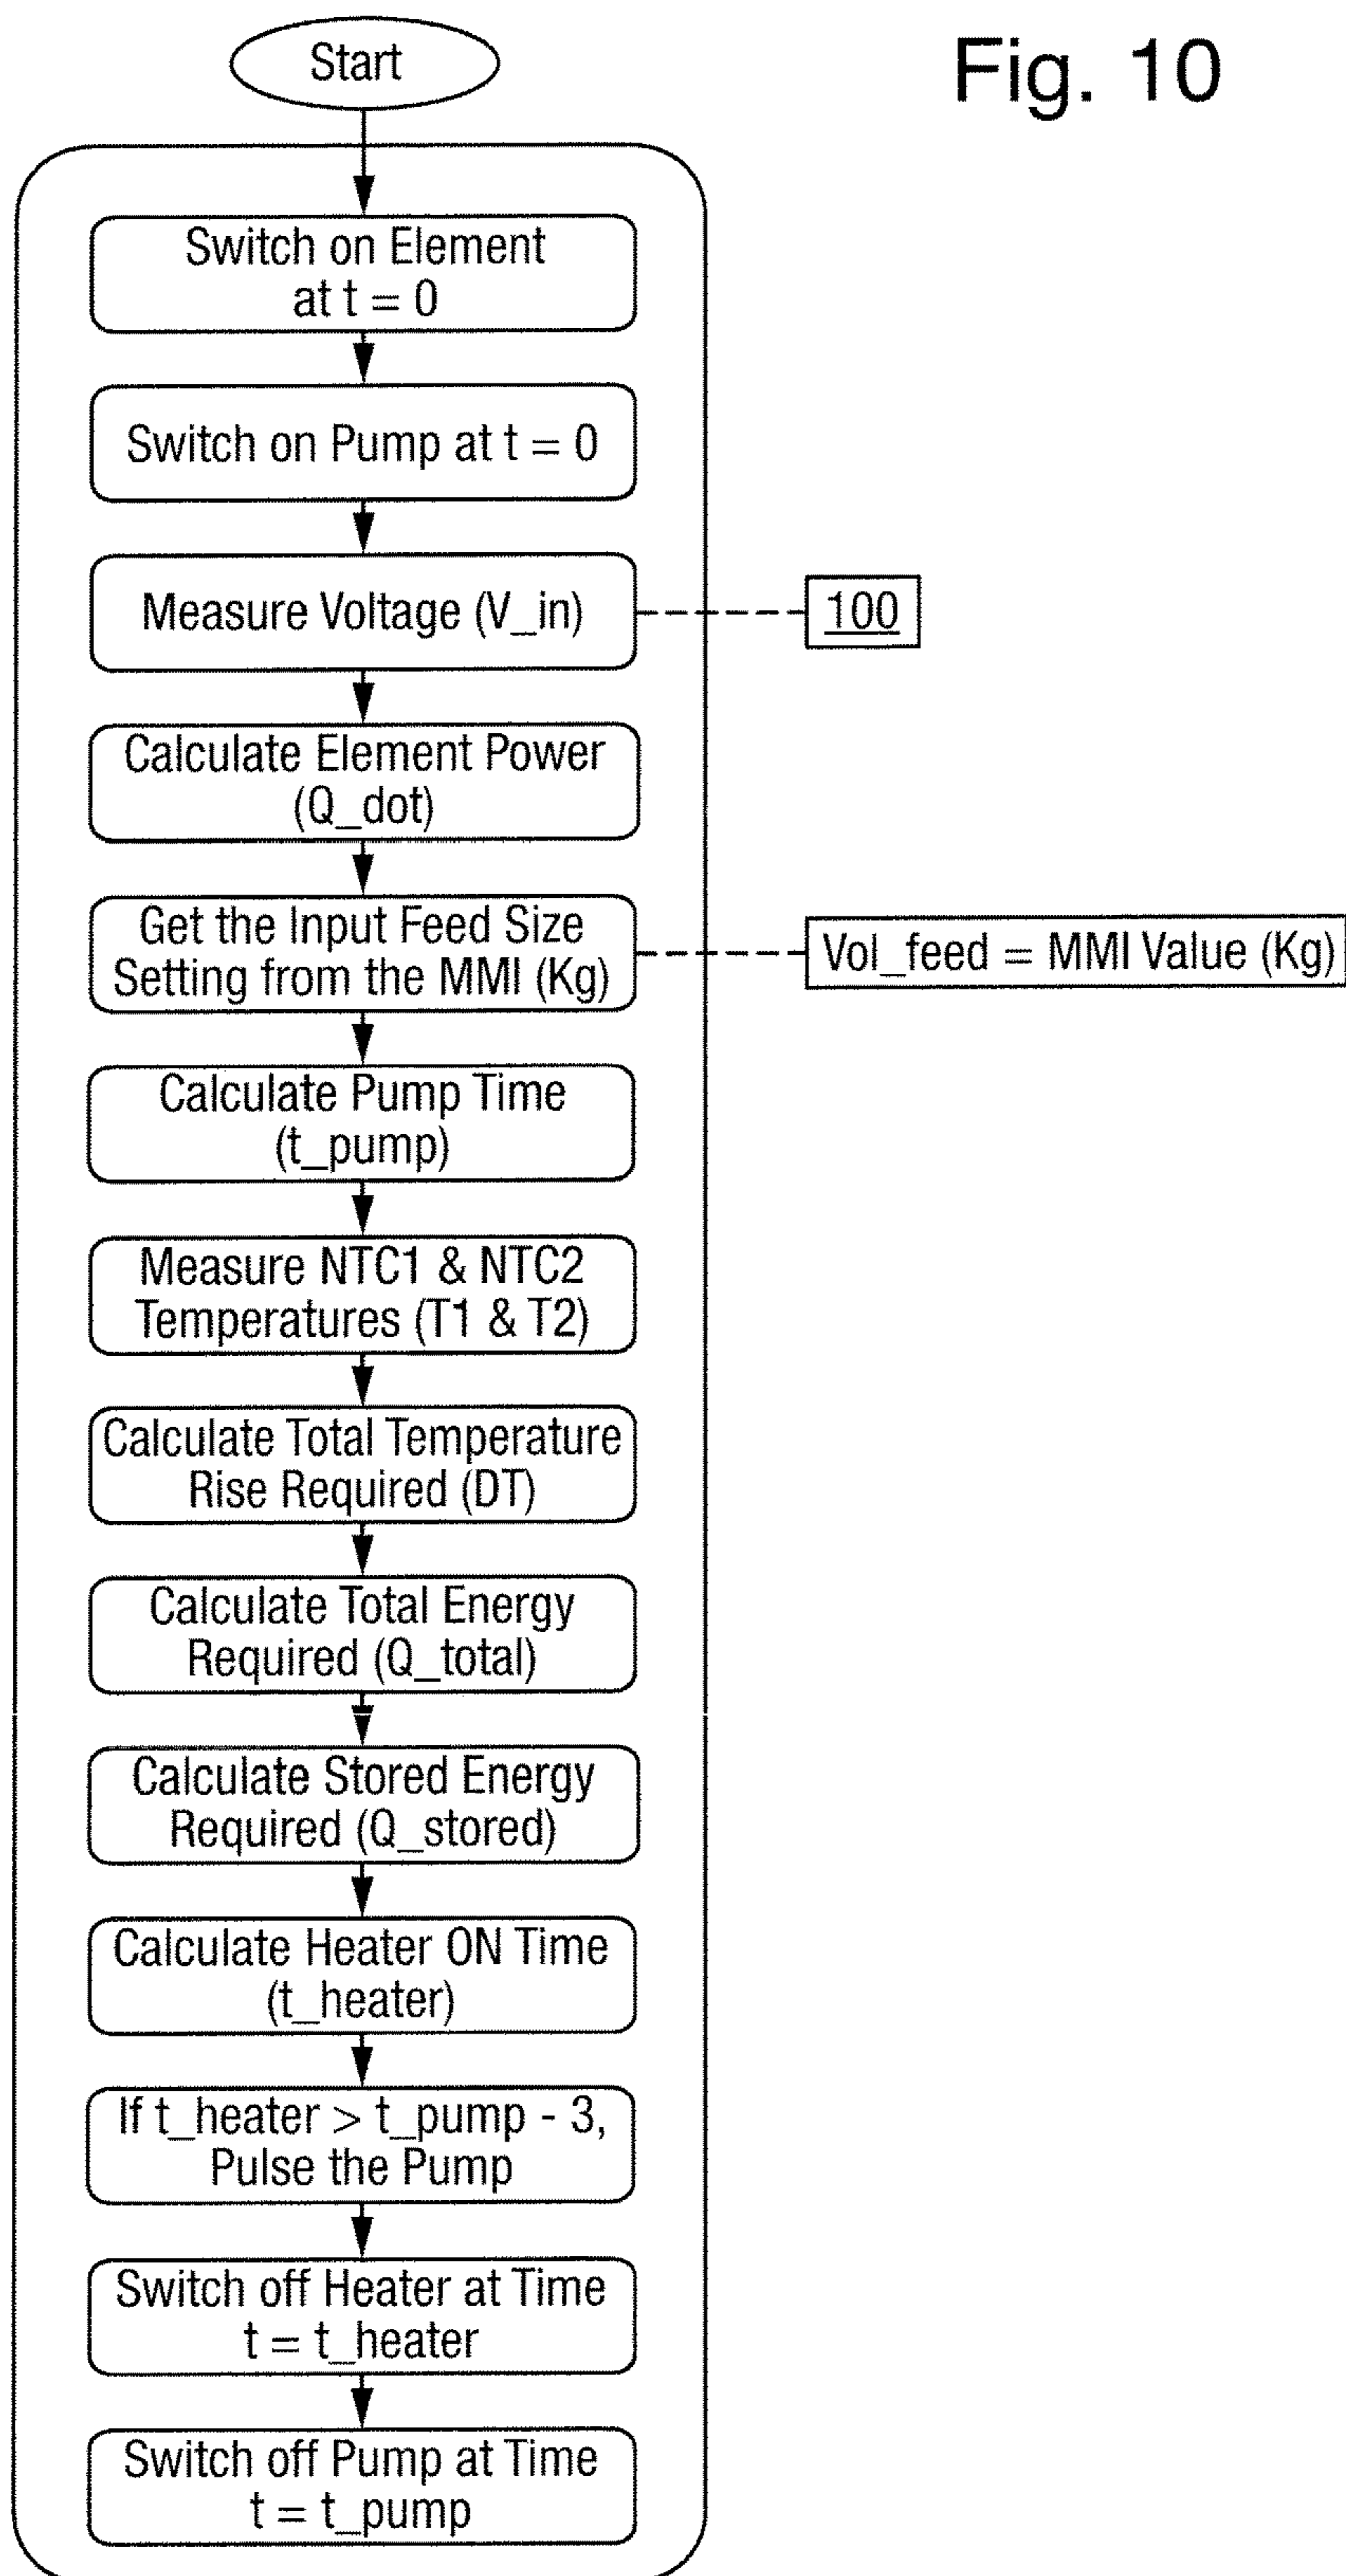 Fig. 10
Start
Switch on Element
at t = 0
Switch on Pump at t = 0
Measure Voltage (V_in)
100
Calculate Element Power
(Q_dot)
Get the Input Feed Size
Setting from the MMI (Kg)
Vol_feed = MMI Value (Kg)
Calculate Pump Time
(t_pump)
Measure NTC1 & NTC2
Temperatures (T1 & T2)
Calculate Total Temperature
Rise Required (DT)
Calculate Total Energy
Required (Q_total)
Calculate Stored Energy
Required (Q_stored)
Calculate Heater ON Time
(t_heater)
If t_heater > t_pump - 3,
Pulse the Pump
Switch off Heater at Time
t = t_heater
Switch off Pump at Time
t = t_pump